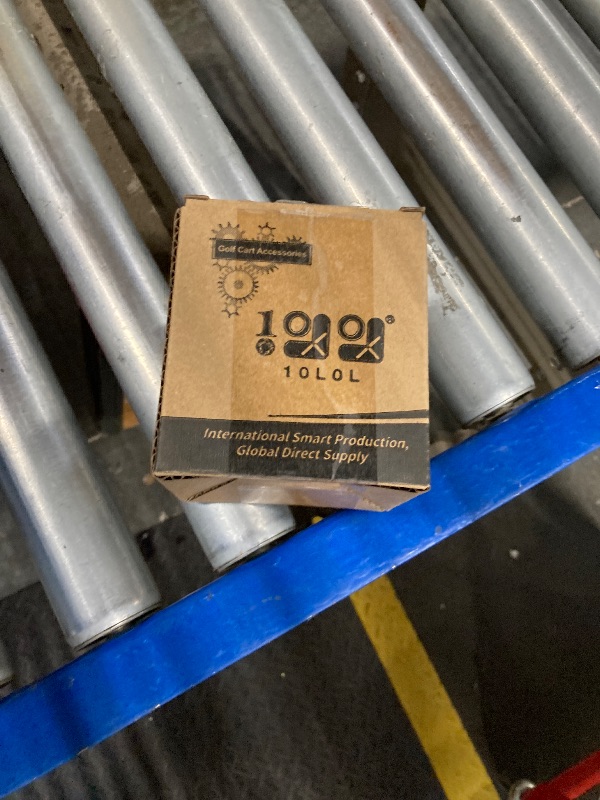 Golf Cart Accessories
10L0L
International Smart Production,
Global Direct Supply